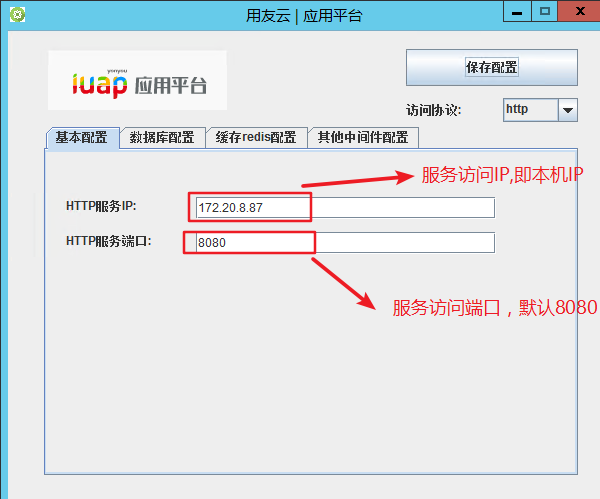 用友云 | 应用平台
yonyou
iuap 应用平台
保存配置
访问协议: http
基本配置 数据库配置 缓存redis配置 其他中间件配置
服务访问IP,即本机IP
HTTP服务IP: 172.20.8.87
HTTP服务端口: 8080
服务访问端口，默认8080